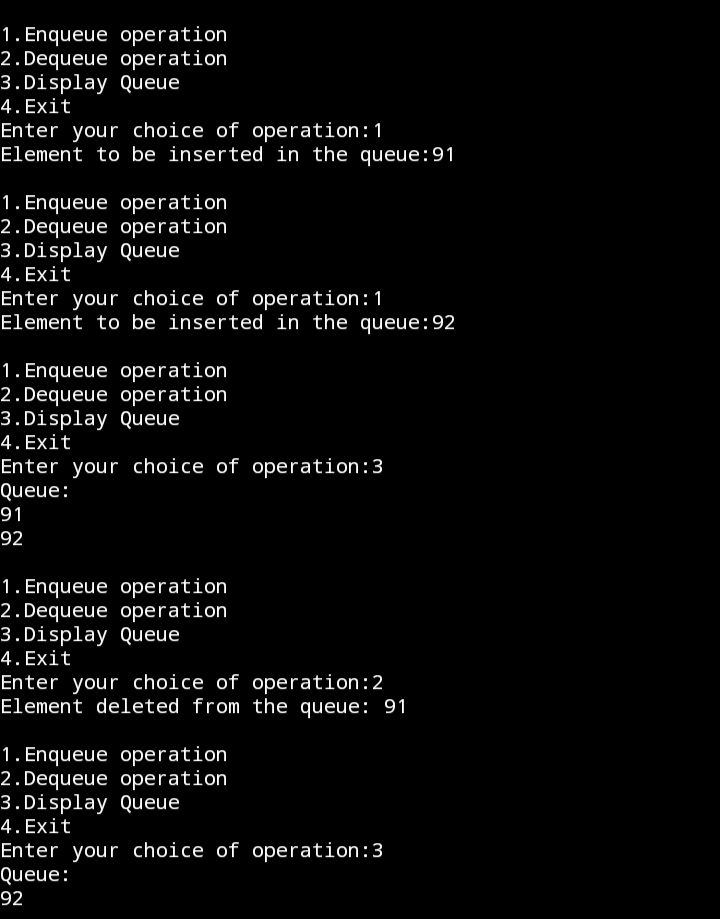 1.Enqueue operation
2.Dequeue operation
3.Display Queue
4.Exit
Enter your choice of operation:1
Element to be inserted in the queue:91
1.Enqueue operation
2.Dequeue operation
3.Display Queue
4.Exit
Enter your choice of operation:1
Element to be inserted in the queue:92
1.Enqueue operation
2.Dequeue operation
3.Display Queue
4.Exit
Enter your choice of operation:3
Queue:
91
92
1.Enqueue operation
2.Dequeue operation
3.Display Queue
4.Exit
Enter your choice of operation:2
Element deleted from the queue: 91
1.Enqueue operation
2.Dequeue operation
3.Display Queue
4.Exit
Enter your choice of operation:3
Queue:
92